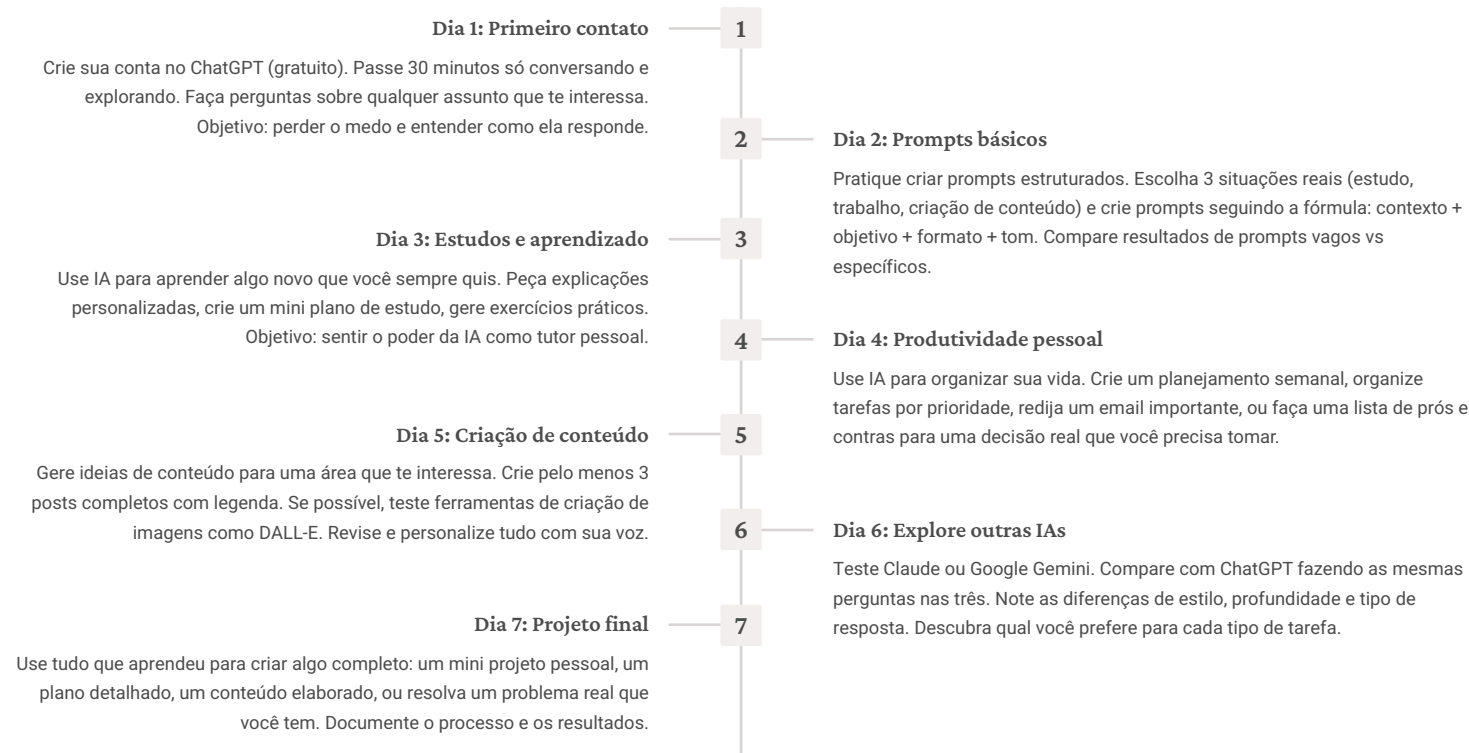 Dia 1: Primeiro contato
1
Crie sua conta no ChatGPT (gratuito). Passe 30 minutos só conversando e
explorando. Faça perguntas sobre qualquer assunto que te interessa.
Objetivo: perder o medo e entender como ela responde.
2
Dia 2: Prompts básicos
Pratique criar prompts estruturados. Escolha 3 situações reais (estudo,
trabalho, criação de conteúdo) e crie prompts seguindo a fórmula: contexto +
objetivo + formato + tom. Compare resultados de prompts vagos vs
específicos.
Dia 3: Estudos e aprendizado
3
Use IA para aprender algo novo que você sempre quis. Peça explicações
personalizadas, crie um mini plano de estudo, gere exercícios práticos.
Objetivo: sentir o poder da IA como tutor pessoal.
4
Dia 4: Produtividade pessoal
Use IA para organizar sua vida. Crie um planejamento semanal, organize
tarefas por prioridade, redija um email importante, ou faça uma lista de prós e
contras para uma decisão real que você precisa tomar.
Dia 5: Criação de conteúdo
5
Gere ideias de conteúdo para uma área que te interessa. Crie pelo menos 3
posts completos com legenda. Se possível, teste ferramentas de criação de
imagens como DALL-E. Revise e personalize tudo com sua voz.
6
Dia 6: Explore outras IAs
Teste Claude ou Google Gemini. Compare com ChatGPT fazendo as mesmas
perguntas nas três. Note as diferenças de estilo, profundidade e tipo de
resposta. Descubra qual você prefere para cada tipo de tarefa.
Dia 7: Projeto final
7
Use tudo que aprendeu para criar algo completo: um mini projeto pessoal, um
plano detalhado, um conteúdo elaborado, ou resolva um problema real que
você tem. Documente o processo e os resultados.